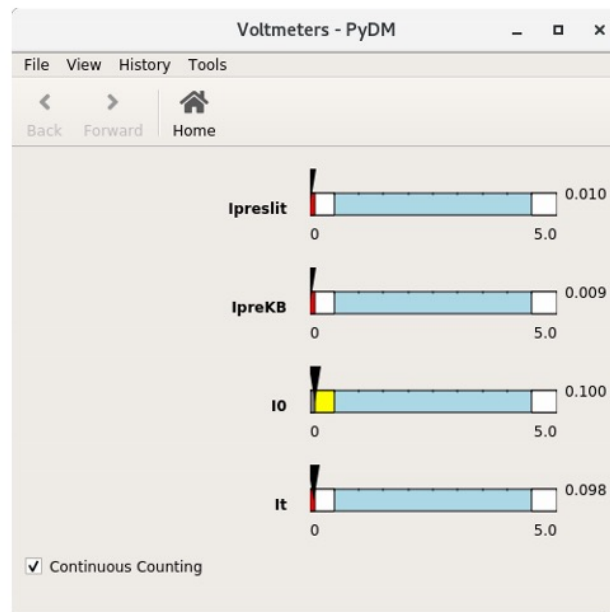 Voltmeters - PyDM
File View History Tools
Back Forward Home
Ipreslit 0.010
0 5.0
IpreKB 0.009
0 5.0
I0 0.100
0 5.0
It 0.098
0 5.0
Continuous Counting